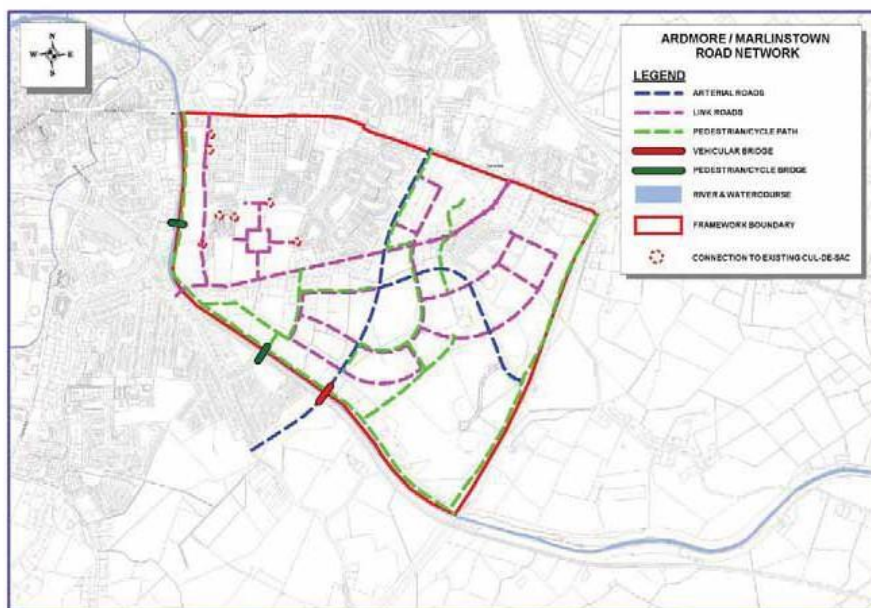 N
W E
S
ARDMORE / MARLINSTOWN
ROAD NETWORK
LEGEND
ARTERIAL ROADS
LINK ROADS
PEDESTRIAN/CYCLE PATH
VEHICULAR BRIDGE
PEDESTRIAN/CYCLE BRIDGE
RIVER & WATERCOURSE
FRAMEWORK BOUNDARY
CONNECTION TO EXISTING CUL-DE-SAC